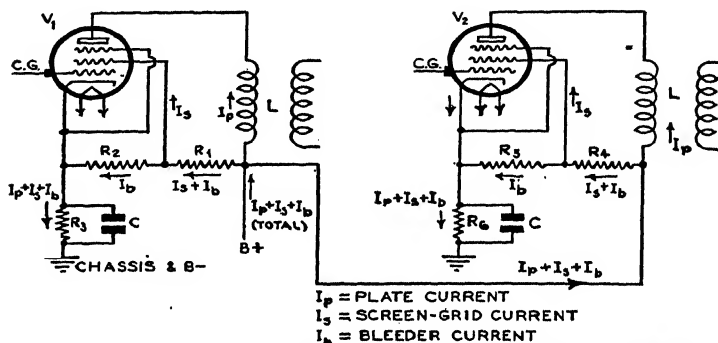 V1
C.G.
Ip
L
Is
R2
R1
Ib
Is+Ib
Ip+Is+Ib
R3
C
Ip+Is+Ib
(TOTAL)
B+
CHASSIS & B-
V2
C.G.
Is
L
Ip
R5
R4
Ib
Is+Ib
Ip+Is+Ib
R6
C
Ip+Is+Ib
Ip = PLATE CURRENT
Is = SCREEN-GRID CURRENT
Ib = BLEEDER CURRENT